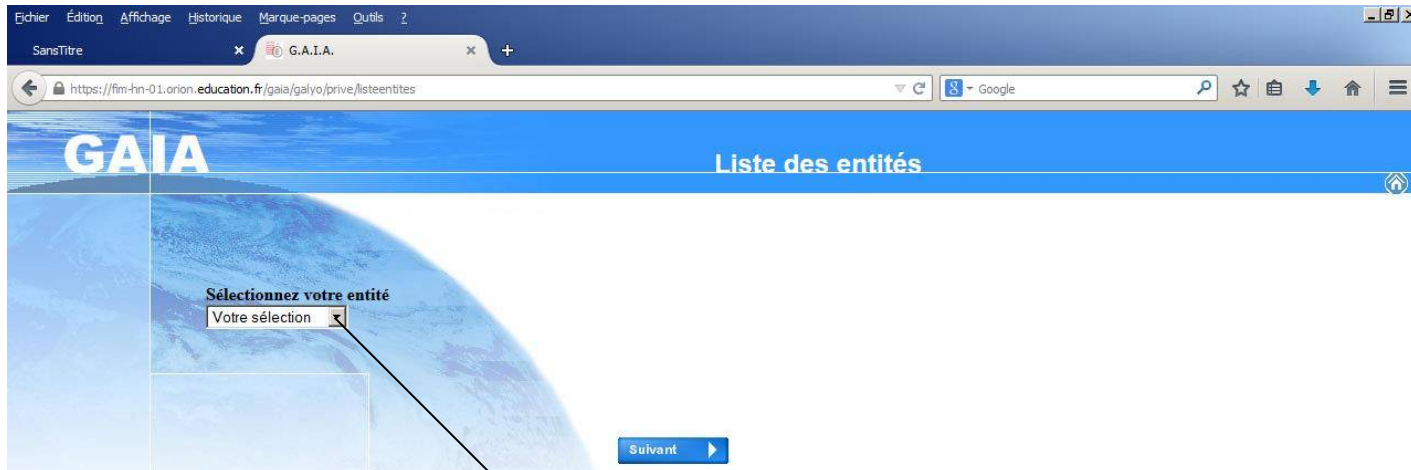 Fichier Édition Affichage Historique Marque-pages Outils ?
SansTitre × G.A.I.A. × +
https://fim-hn-01.orion.education.fr/gaia/galyo/prive/listeentites
8 Google
GAIA
Liste des entités
Sélectionnez votre entité
Votre sélection
Suivant